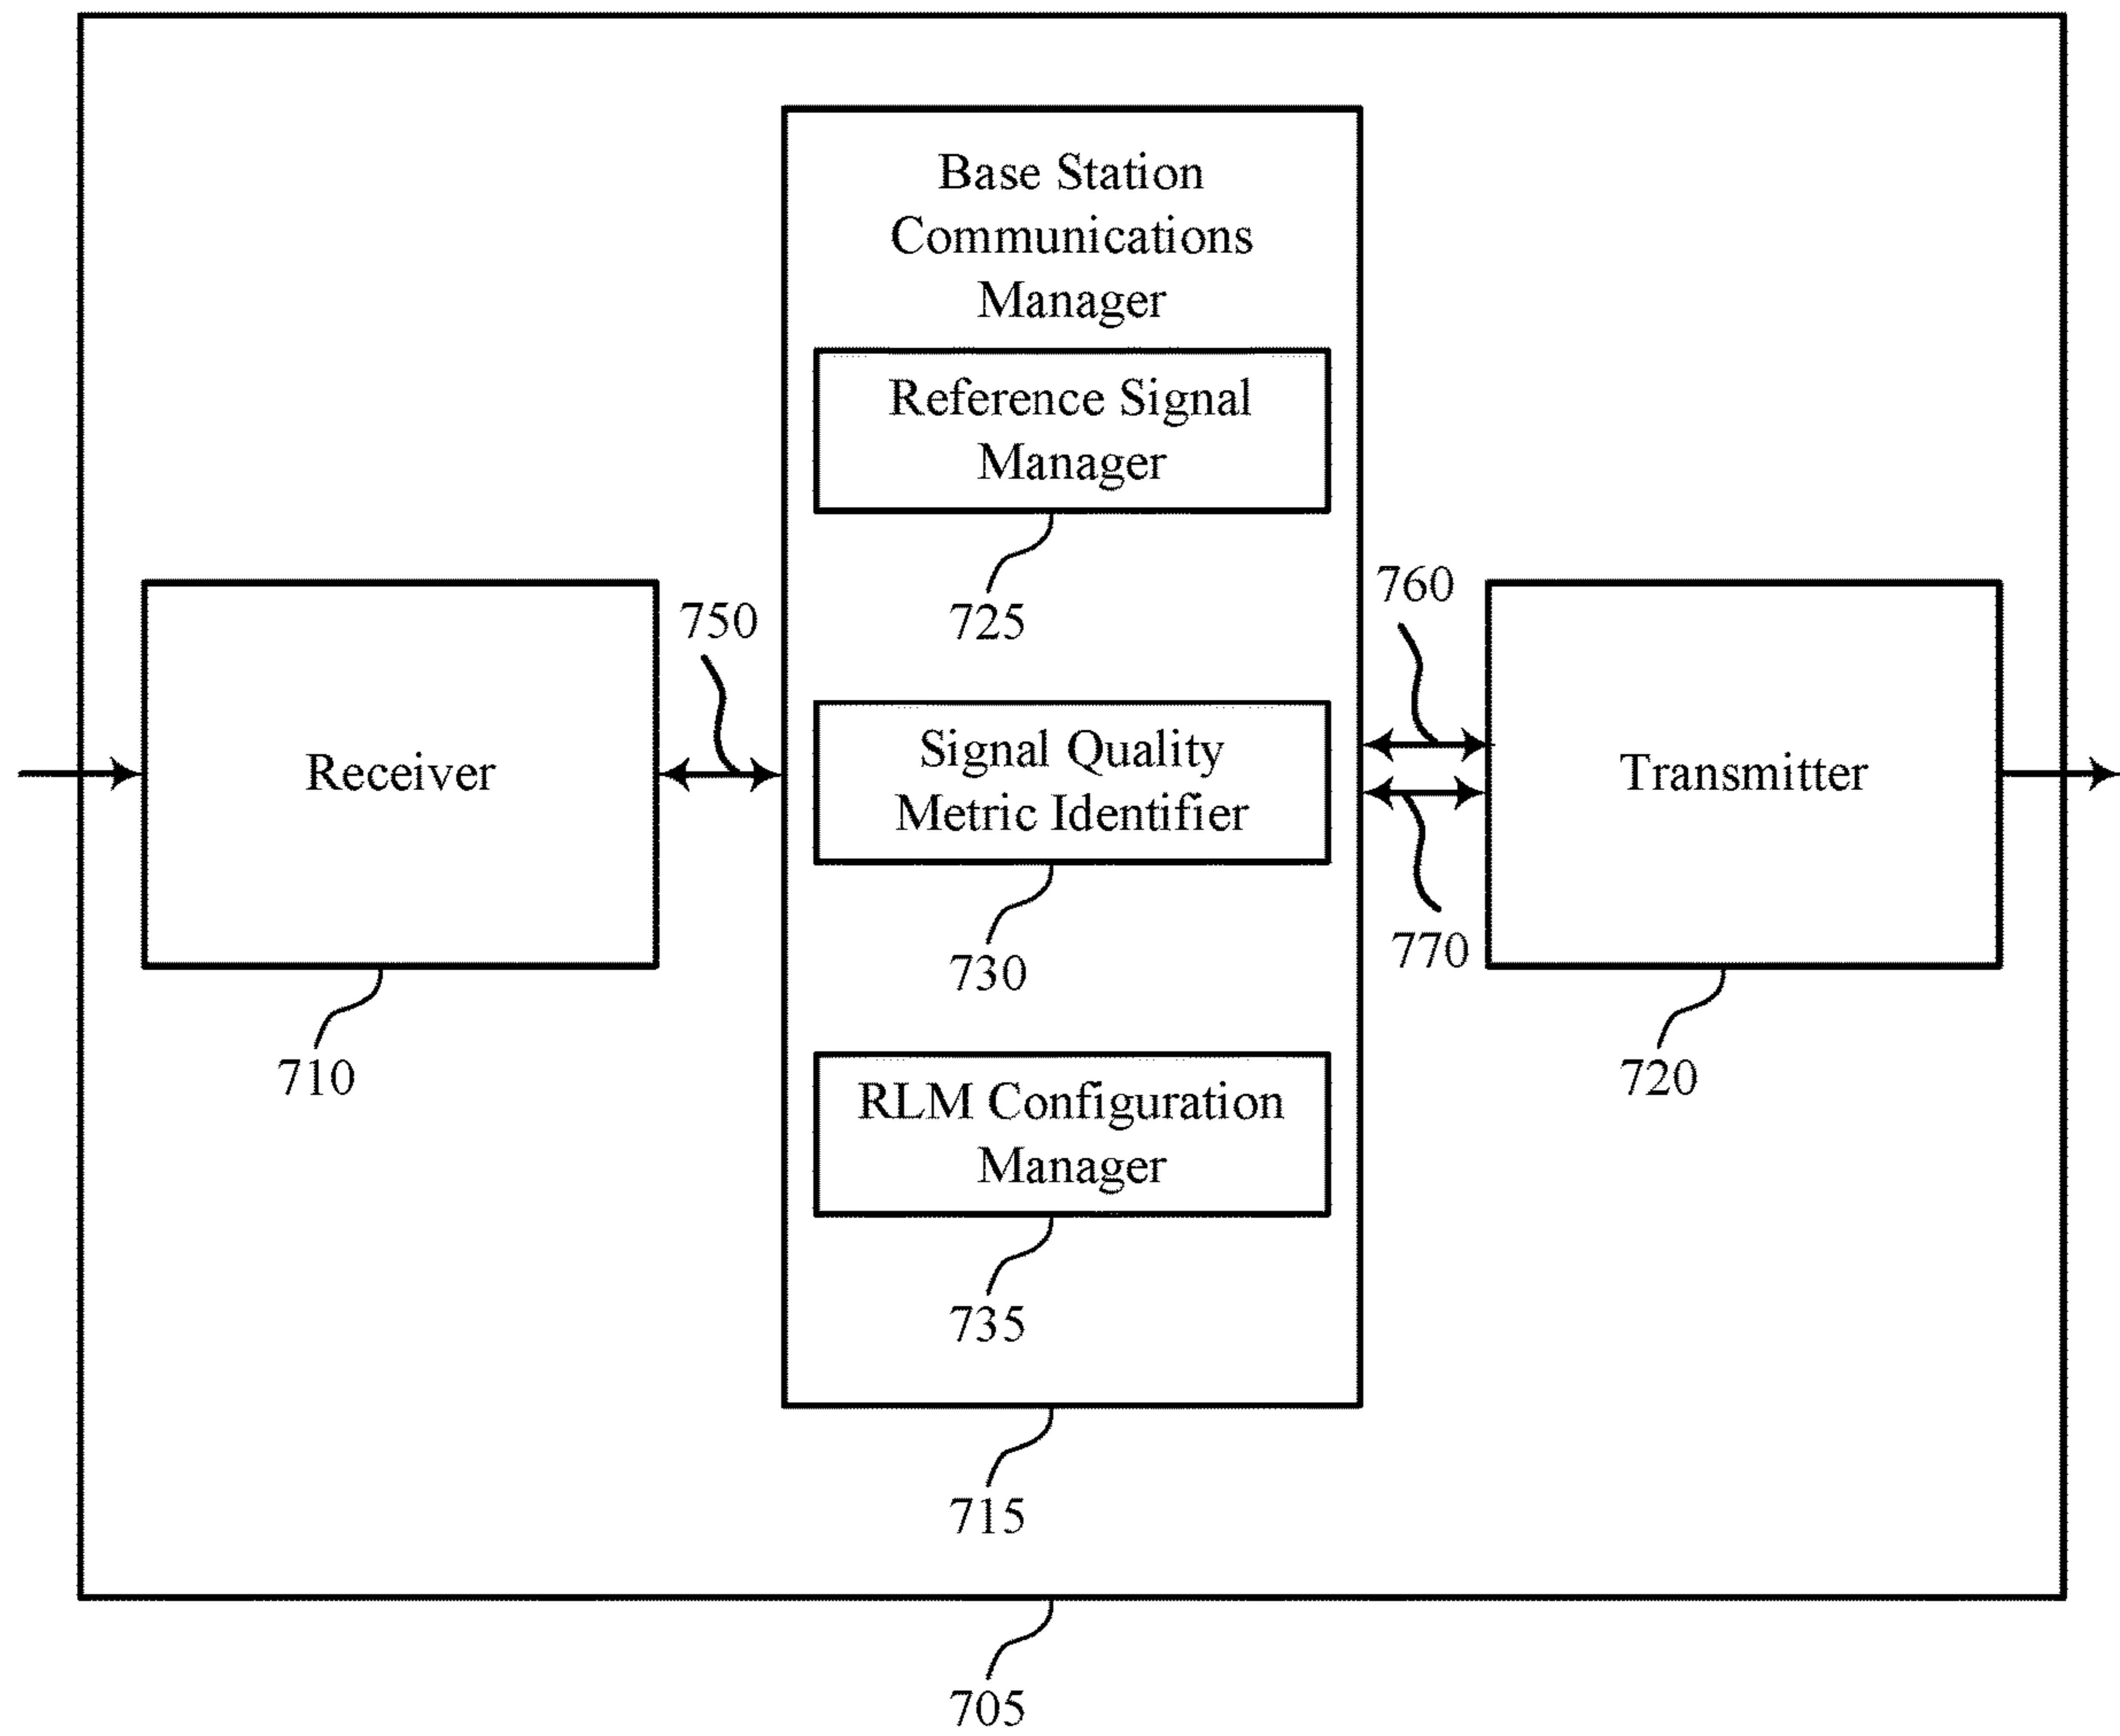 Base Station
Communications
Manager
Reference Signal
Manager
725
760
750
Receiver
Signal Quality
Metric Identifier
Transmitter
770
730
710
720
RLM Configuration
Manager
735
715
705